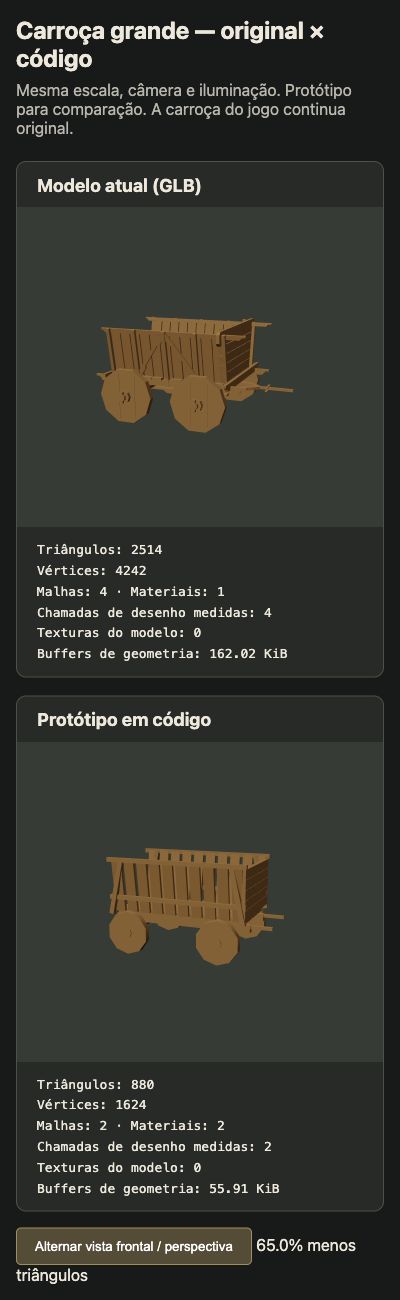 Carroça grande — original ×
código
Mesma escala, câmera e iluminação. Protótipo
para comparação. A carroça do jogo continua
original.
Modelo atual (GLB)
Triângulos: 2514
Vértices: 4242
Malhas: 4 · Materiais: 1
Chamadas de desenho medidas: 4
Texturas do modelo: 0
Buffers de geometria: 162.02 KiB
Protótipo em código
Triângulos: 880
Vértices: 1624
Malhas: 2 · Materiais: 2
Chamadas de desenho medidas: 2
Texturas do modelo: 0
Buffers de geometria: 55.91 KiB
Alternar vista frontal / perspectiva 65.0% menos
triângulos